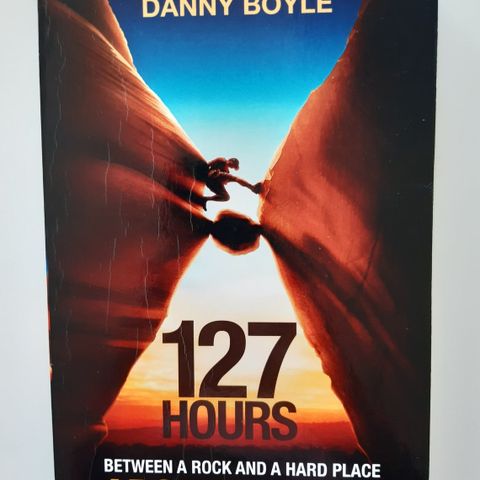 DANNY BOYLE
127
HOURS
BETWEEN A ROCK AND A HARD PLACE